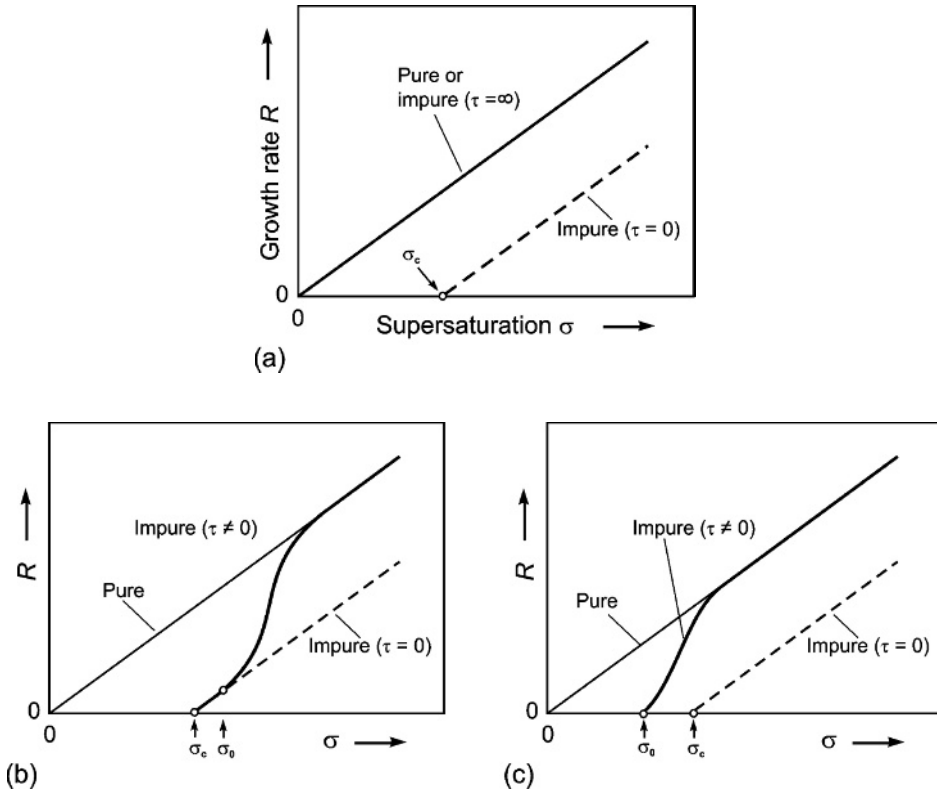 Growth rate R
Pure or
impure (τ = ∞)
Impure (τ = 0)
σc
0
0
Supersaturation σ
(a)
R
Impure (τ ≠ 0)
Pure
Impure (τ = 0)
0
0
σc
σ0
σ
(b)
R
Impure (τ ≠ 0)
Pure
Impure (τ = 0)
0
0
σ0
σc
σ
(c)